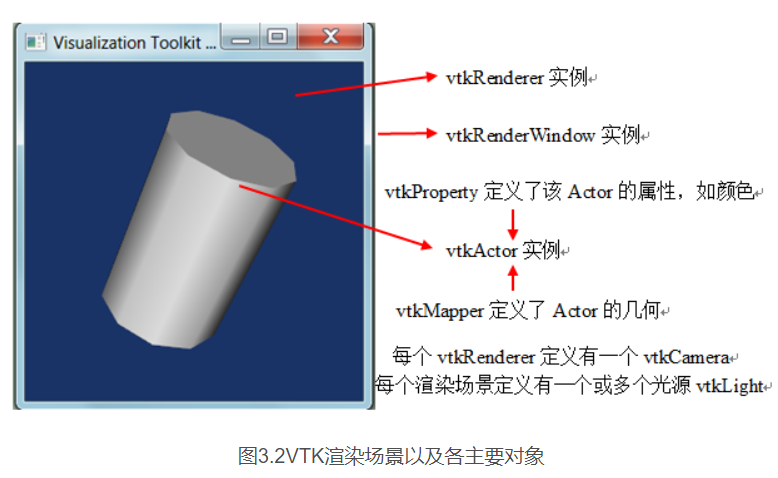 Visualization Toolkit ...
vtkRenderer 实例
vtkRenderWindow 实例
vtkProperty 定义了该 Actor 的属性，如颜色
vtkActor 实例
vtkMapper 定义了 Actor 的几何
每个 vtkRenderer 定义有一个 vtkCamera
每个渲染场景定义有一个或多个光源 vtkLight
图3.2VTK渲染场景以及各主要对象